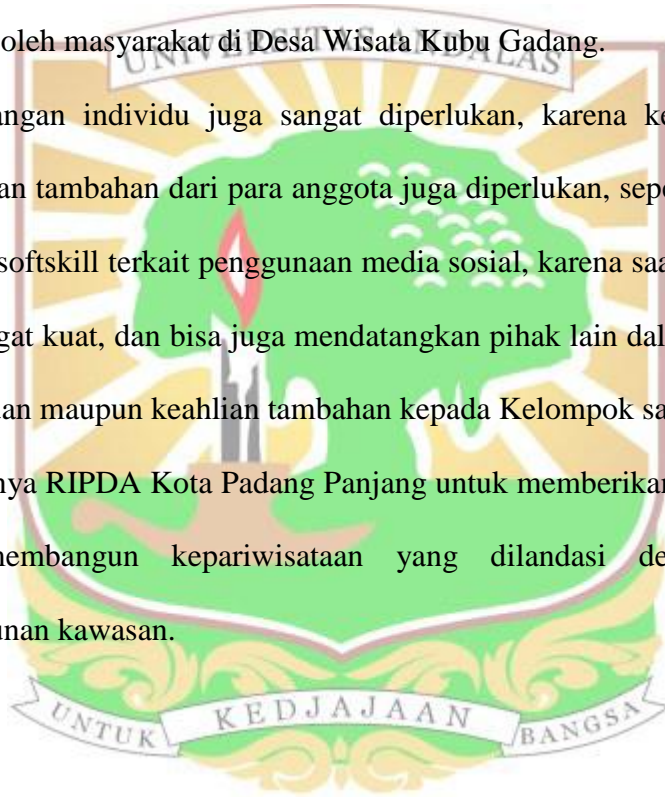 oleh masyarakat di Desa Wisata Kubu Gadang.
UNIVERSITAS ANDALAS
angan individu juga sangat diperlukan, karena ke
an tambahan dari para anggota juga diperlukan, sepe
softskill terkait penggunaan media sosial, karena saa
gat kuat, dan bisa juga mendatangkan pihak lain dal
uan maupun keahlian tambahan kepada Kelompok sa
nya RIPDA Kota Padang Panjang untuk memberikan
membangun kepariwisataan yang dilandasi de
unan kawasan.
UNTUK KEDJAJAAN BANGSA